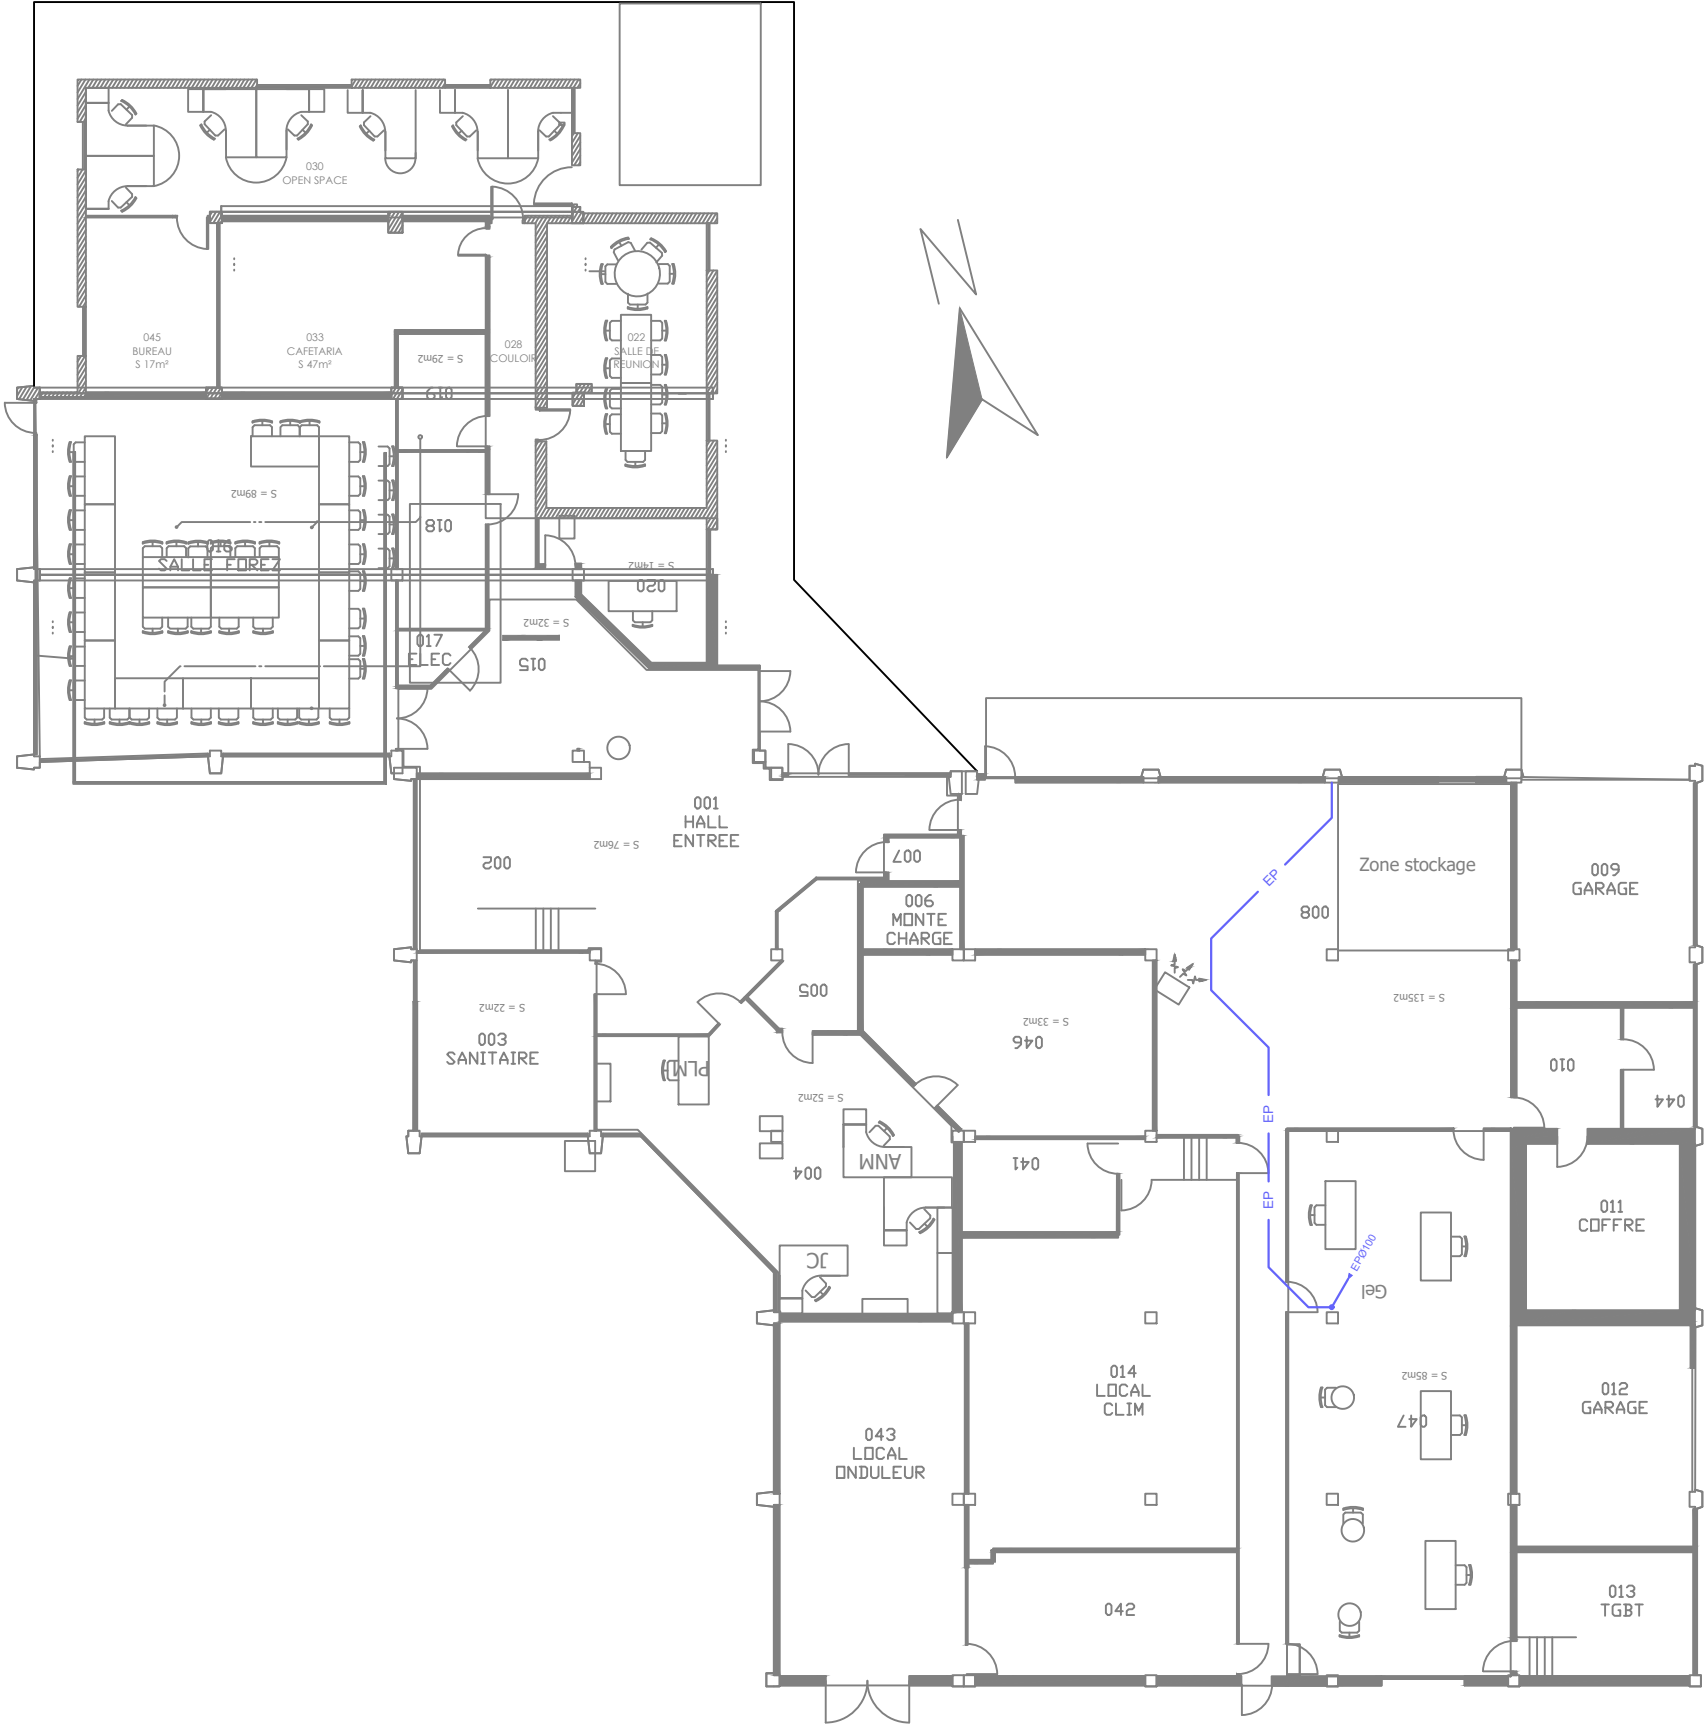 030
OPEN SPACE
045
BUREAU
S 17m²
033
CAFETARIA
S 47m²
028
COULOIR
022
SALLE DE
REUNION
S = 29m2
019
S = 89m2
018
016
SALLE FOREZ
S = 14m2
020
S = 32m2
015
017
ELEC
N
001
HALL
ENTREE
S = 76m2
002
007
006
MONTE
CHARGE
EP
Zone stockage
008
009
GARAGE
005
S = 22m2
003
SANITAIRE
S = 33m2
046
S = 135m2
010
044
PLM
S = 52m2
ANM
004
041
EP
EP
011
COFFRE
JC
EPØ100
Gel
014
LOCAL
CLIM
S = 85m2
047
012
GARAGE
043
LOCAL
ONDULEUR
042
013
TGBT